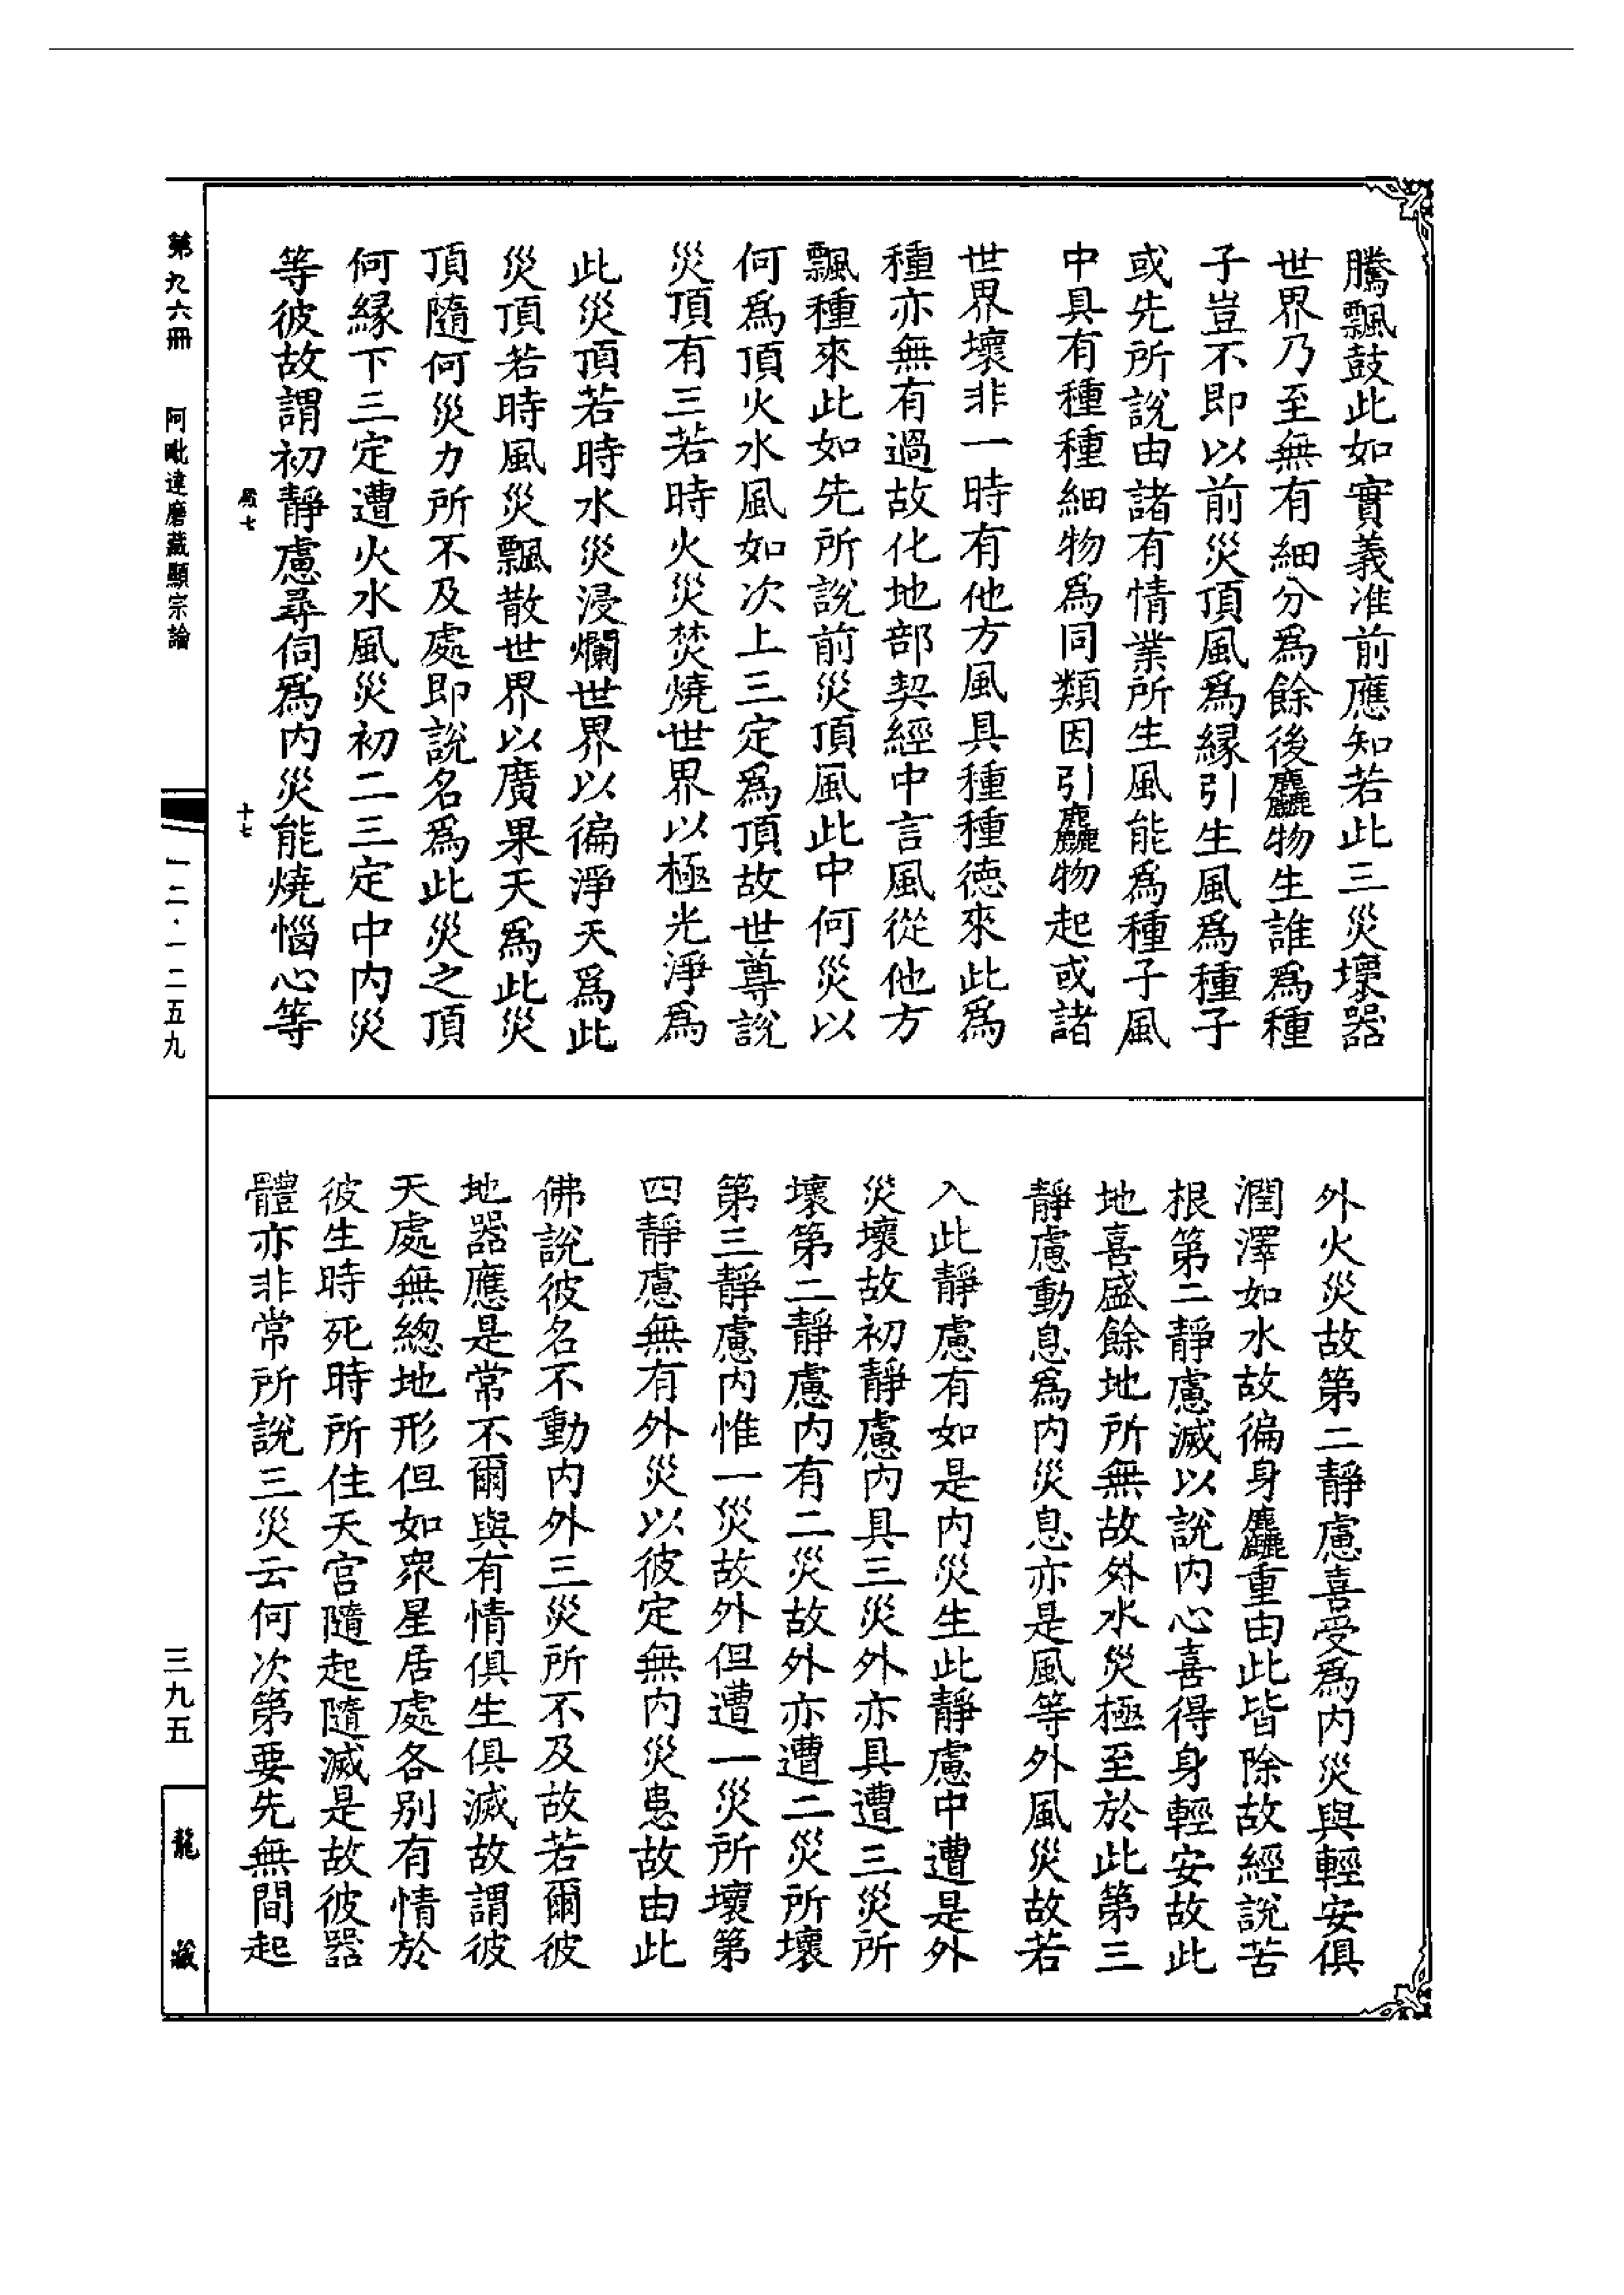 騰飄鼓此如實義准前應知若此三災壞器
世界乃至無有細分爲餘後麤物生誰爲種
子豈不即以前災頂風爲緣引生風爲種子
或先所說由諸有情業所生風能爲種子風
中具有種種細物爲同類因引麤物起或諸
世界壞非一時有他方風具種種德來此爲
種亦無有過故化地部契經中言風從他方
飄種來此如先所說前災頂風此中何災以
何爲頂火水風如次上三定爲頂故世尊說
災頂有三若時火災焚燒世界以極光淨爲
此災頂若時水災浸爛世界以徧淨天爲此
災頂若時風災飄散世界以廣果天爲此災
頂隨何災力所不及處即說名爲此災之頂
何緣下三定遭火水風災初二三定中內災
等彼故謂初靜慮尋伺爲內災能燒惱心等
外火災故第二靜慮喜受爲內災與輕安俱
潤澤如水故徧身麤重由此皆除故經說苦
根第二靜慮滅以說內心喜得身輕安故此
地喜盛餘地所無故外水災極至於此第三
靜慮動息爲內災息亦是風等外風災故若
入此靜慮有如是內災生此靜慮中遭是外
災壞故初靜慮內具三災外亦具遭三災所
壞第二靜慮內有二災故外亦遭二災所壞
第三靜慮內惟一災故外但遭一災所壞第
四靜慮無有外災以彼定無內災患故由此
佛說彼名不動內外三災所不及故若爾彼
地器應是常不爾與有情俱生俱滅故謂彼
天處無總地形但如眾星居處各別有情於
彼生時死時所住天宮隨起隨滅是故彼器
體亦非常所說三災云何次第要先無間起
第九六冊 阿毗達磨藏顯宗論
十七
一二·一二五九
三九五
龍藏